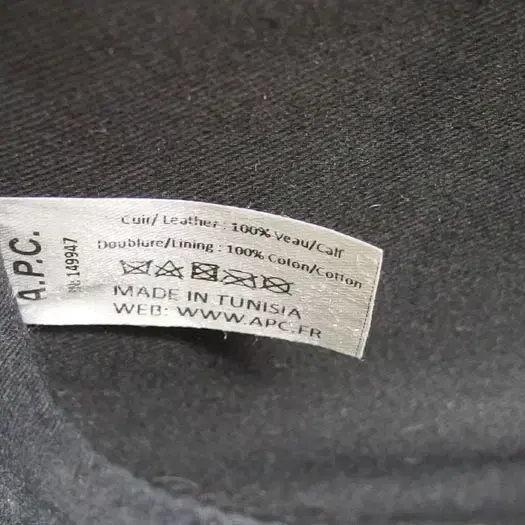 A.P.C.
149947
Cuir/ Leather : 100% Veau/Calf
Doublure/Lining : 100% Coton/Cotton
MADE IN TUNISIA
WEB: WWW.APC.FR